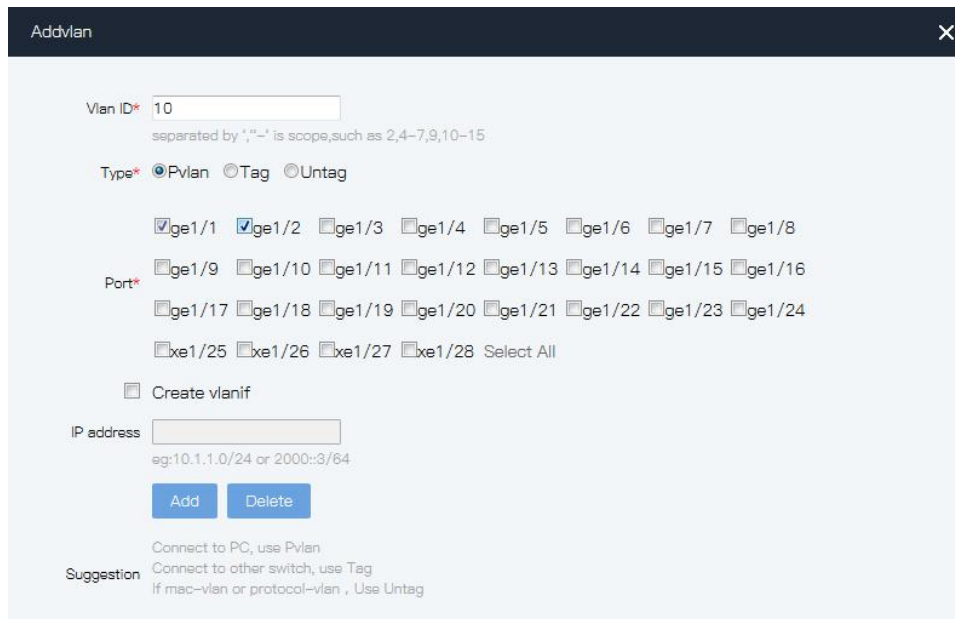 Addvlan
Vlan ID* 10
separated by ',''-' is scope,such as 2,4-7,9,10-15
Type* Pvlan Tag Untag
ge1/1 ge1/2 ge1/3 ge1/4 ge1/5 ge1/6 ge1/7 ge1/8
ge1/9 ge1/10 ge1/11 ge1/12 ge1/13 ge1/14 ge1/15 ge1/16
Port*
ge1/17 ge1/18 ge1/19 ge1/20 ge1/21 ge1/22 ge1/23 ge1/24
xe1/25 xe1/26 xe1/27 xe1/28 Select All
Create vlanif
IP address
eg:10.1.1.0/24 or 2000::3/64
Add Delete
Connect to PC, use Pvlan
Suggestion Connect to other switch, use Tag
If mac-vlan or protocol-vlan , Use Untag